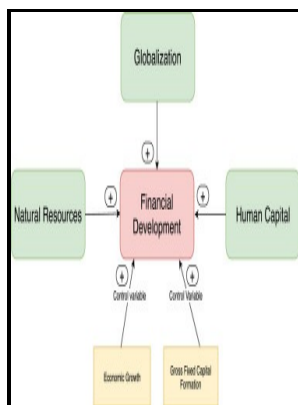 Globalization
+
Financial
Development
Natural Resources
+
+
Human Capital
+
Control variable
+
Control Variable
Economic Growth
Gross Fixed Capital
Formation